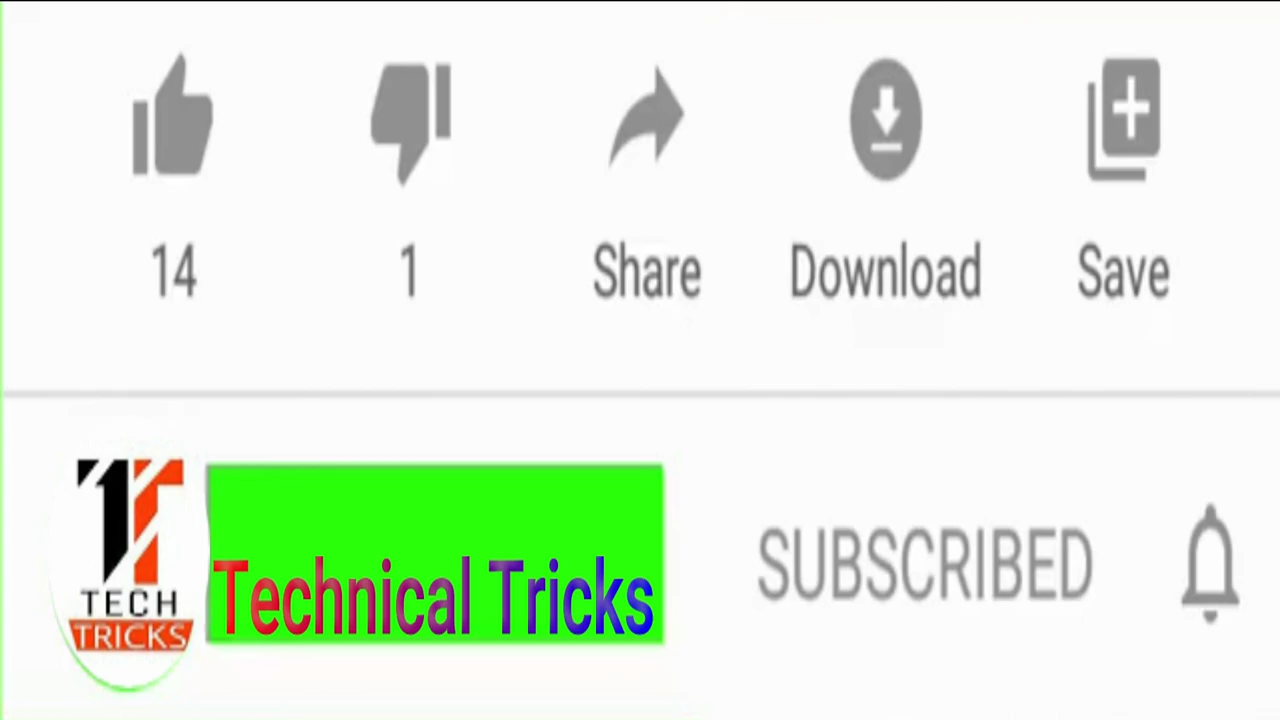 14 1 Share Download Save
TECH
TRICKS
Technical Tricks
SUBSCRIBED